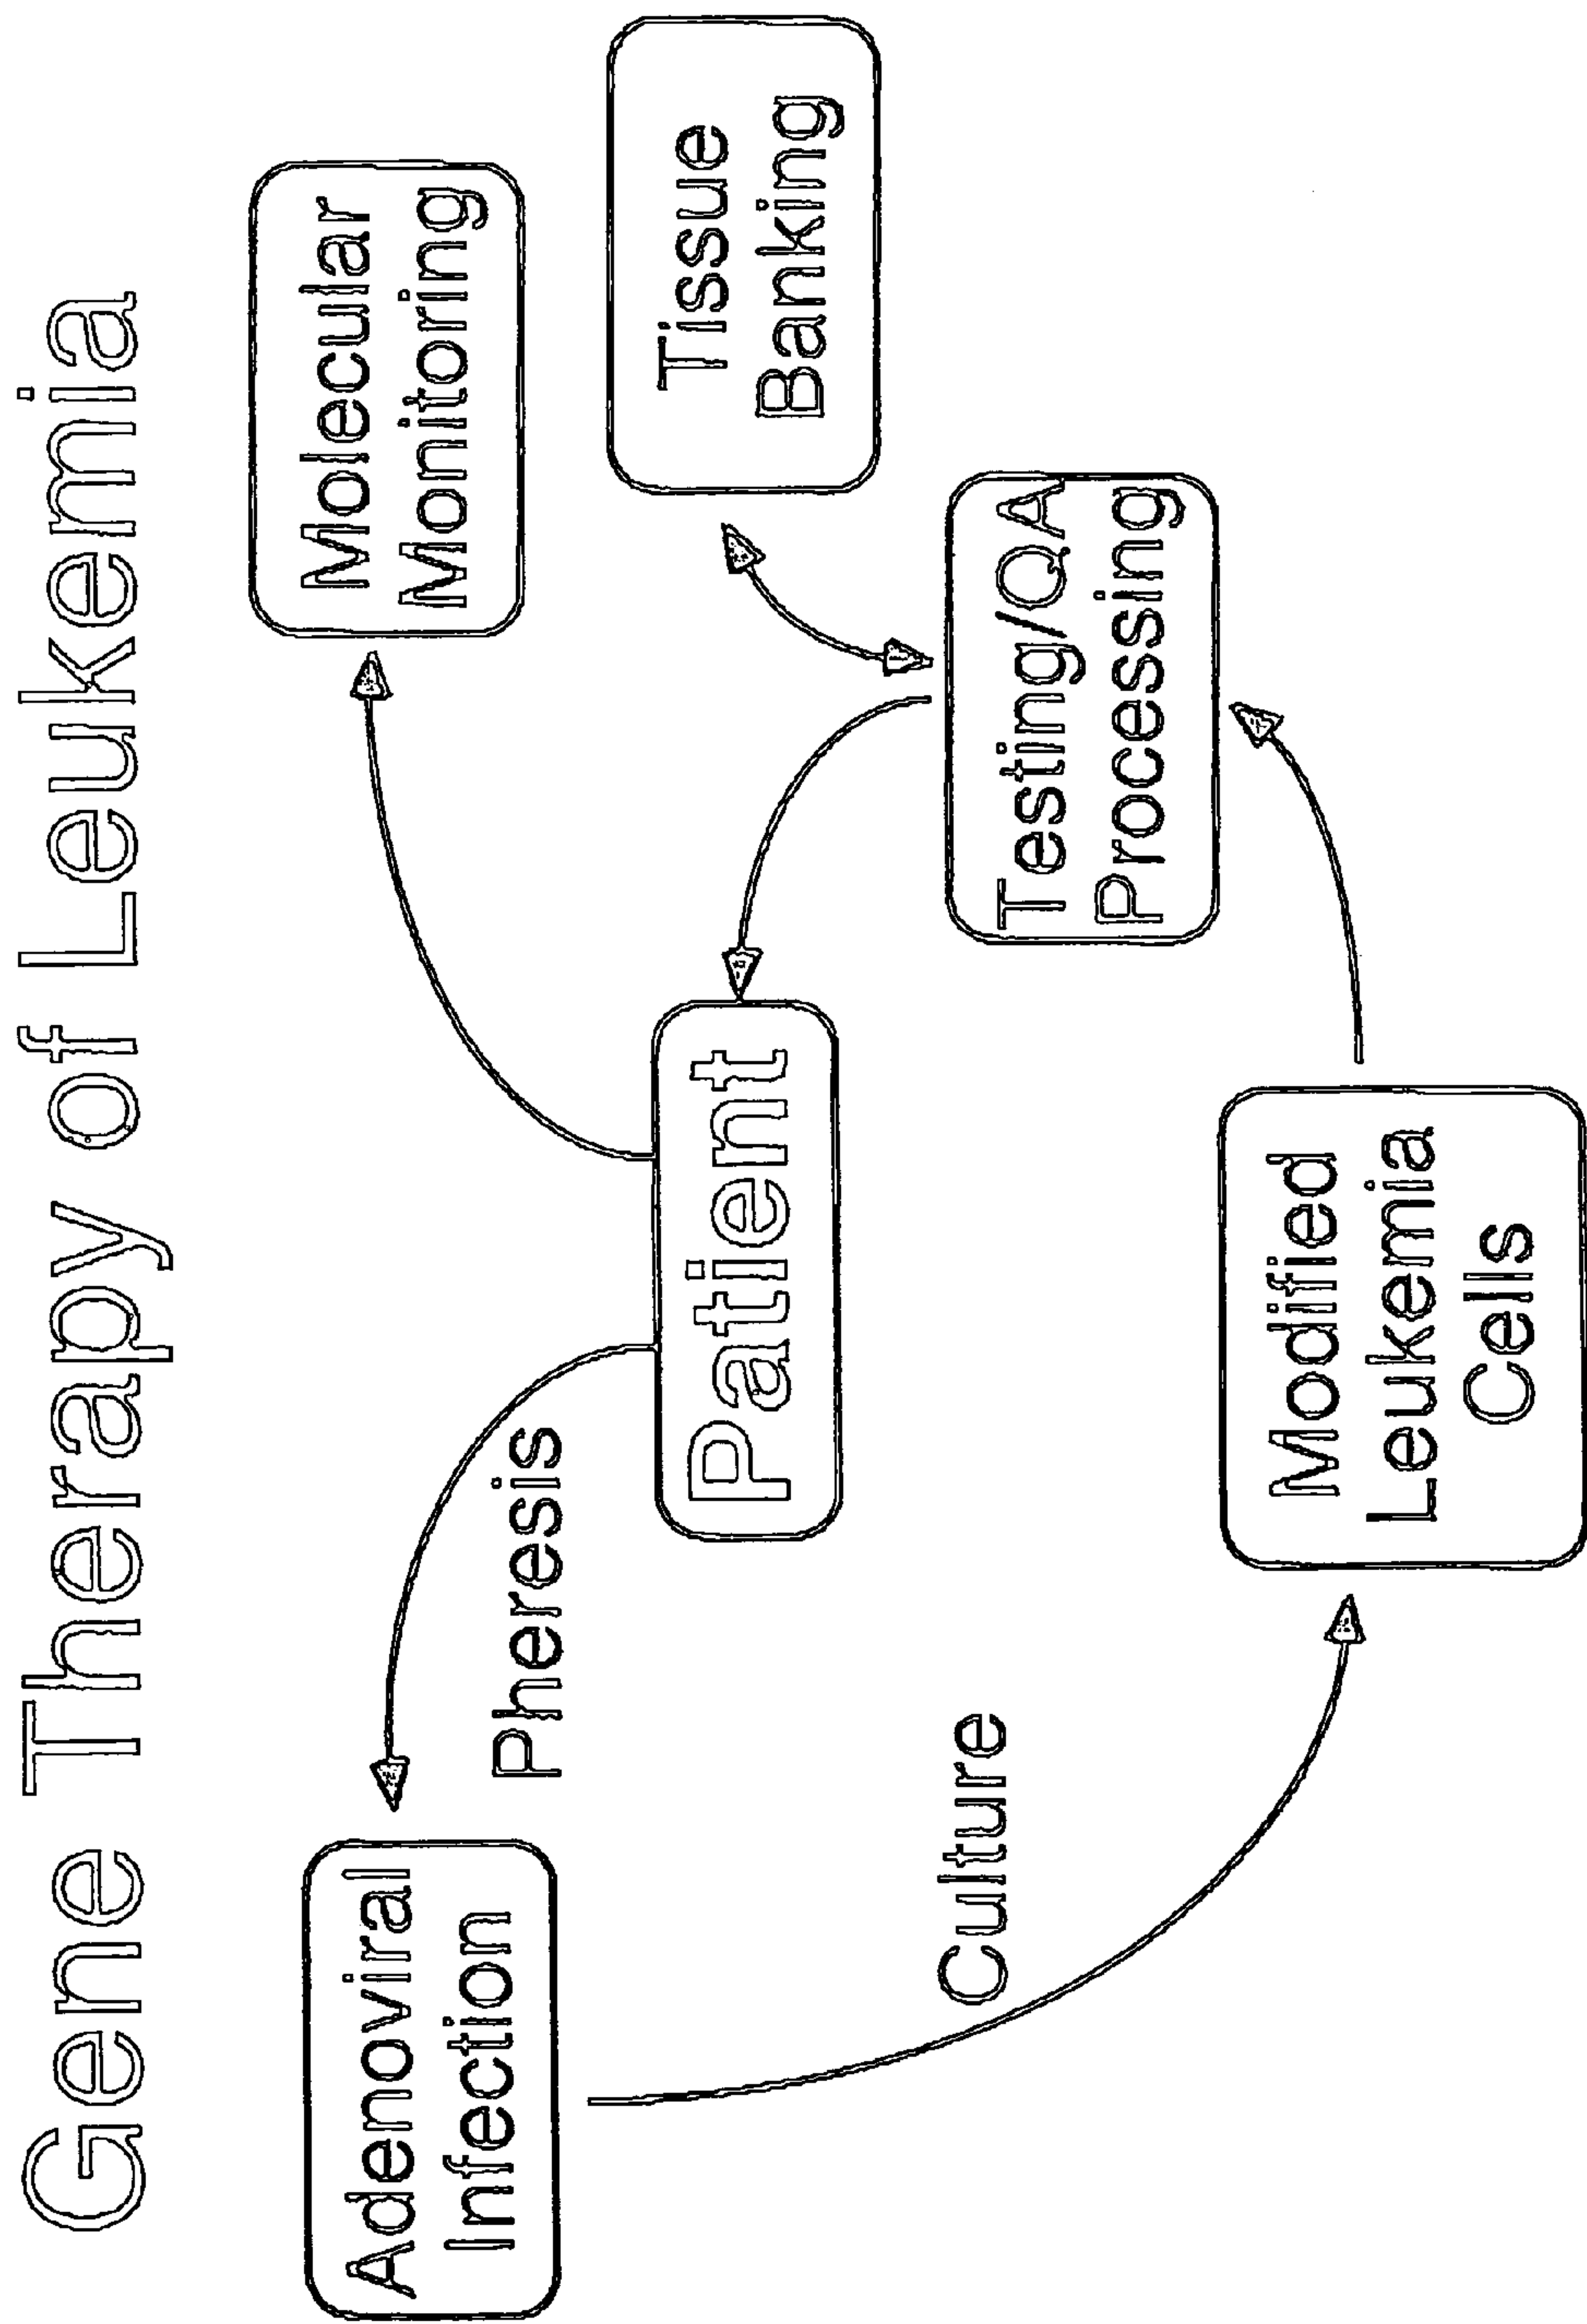 Gene Therapy of Leukemia
Adenoviral
Infection
Pheresis
Molecular
Monitoring
Patient
Tissue
Banking
Culture
Testing/QA
Processing
Modified
Leukemia
Cells